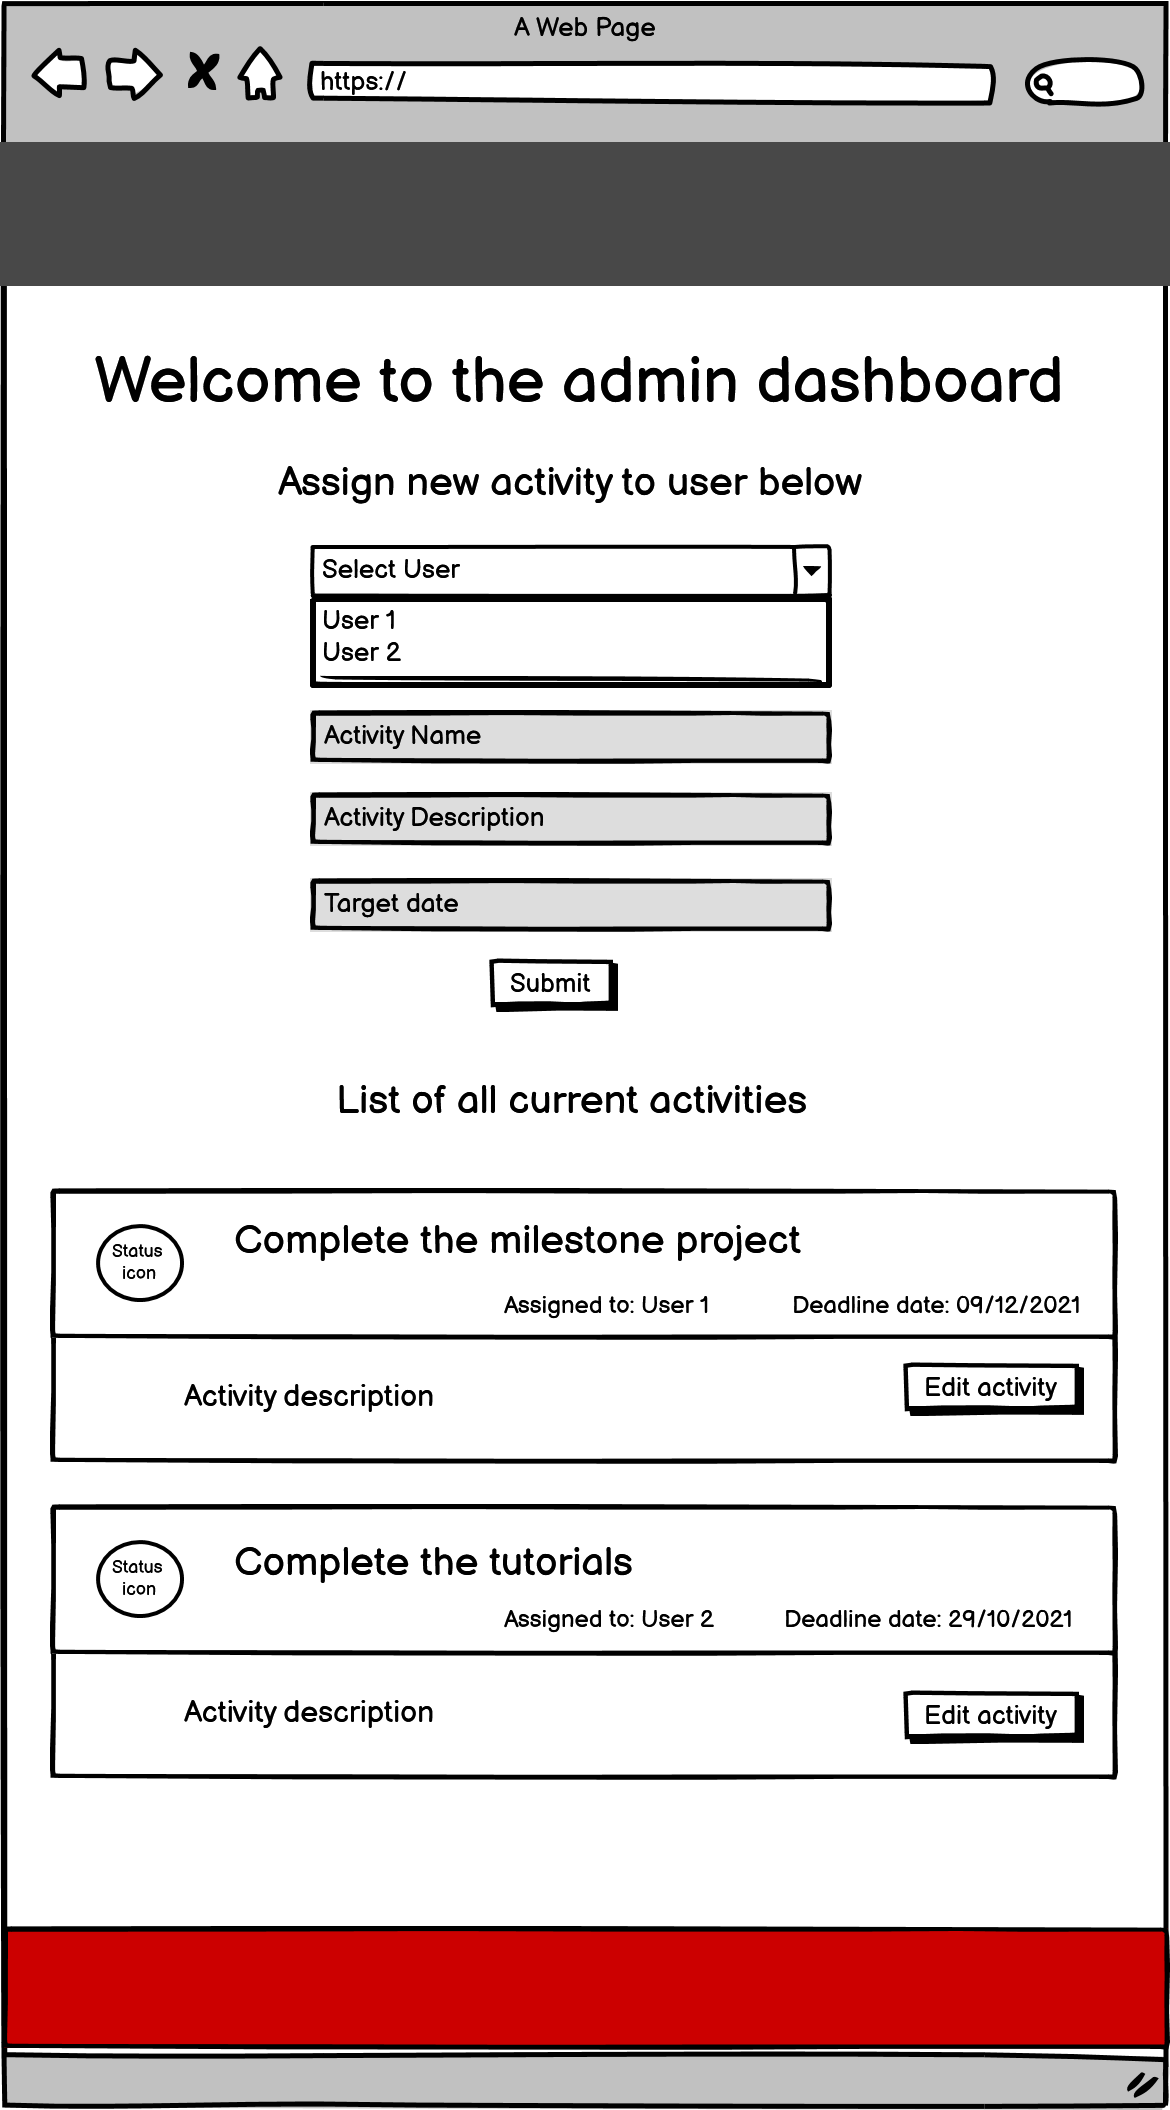 A Web Page
https://
Welcome to the admin dashboard
Assign new activity to user below
Select User
User 1
User 2
Activity Name
Activity Description
Target date
Submit
List of all current activities
Status
icon
Complete the milestone project
Assigned to: User 1
Deadline date: 09/12/2021
Activity description
Edit activity
Status
icon
Complete the tutorials
Assigned to: User 2
Deadline date: 29/10/2021
Activity description
Edit activity